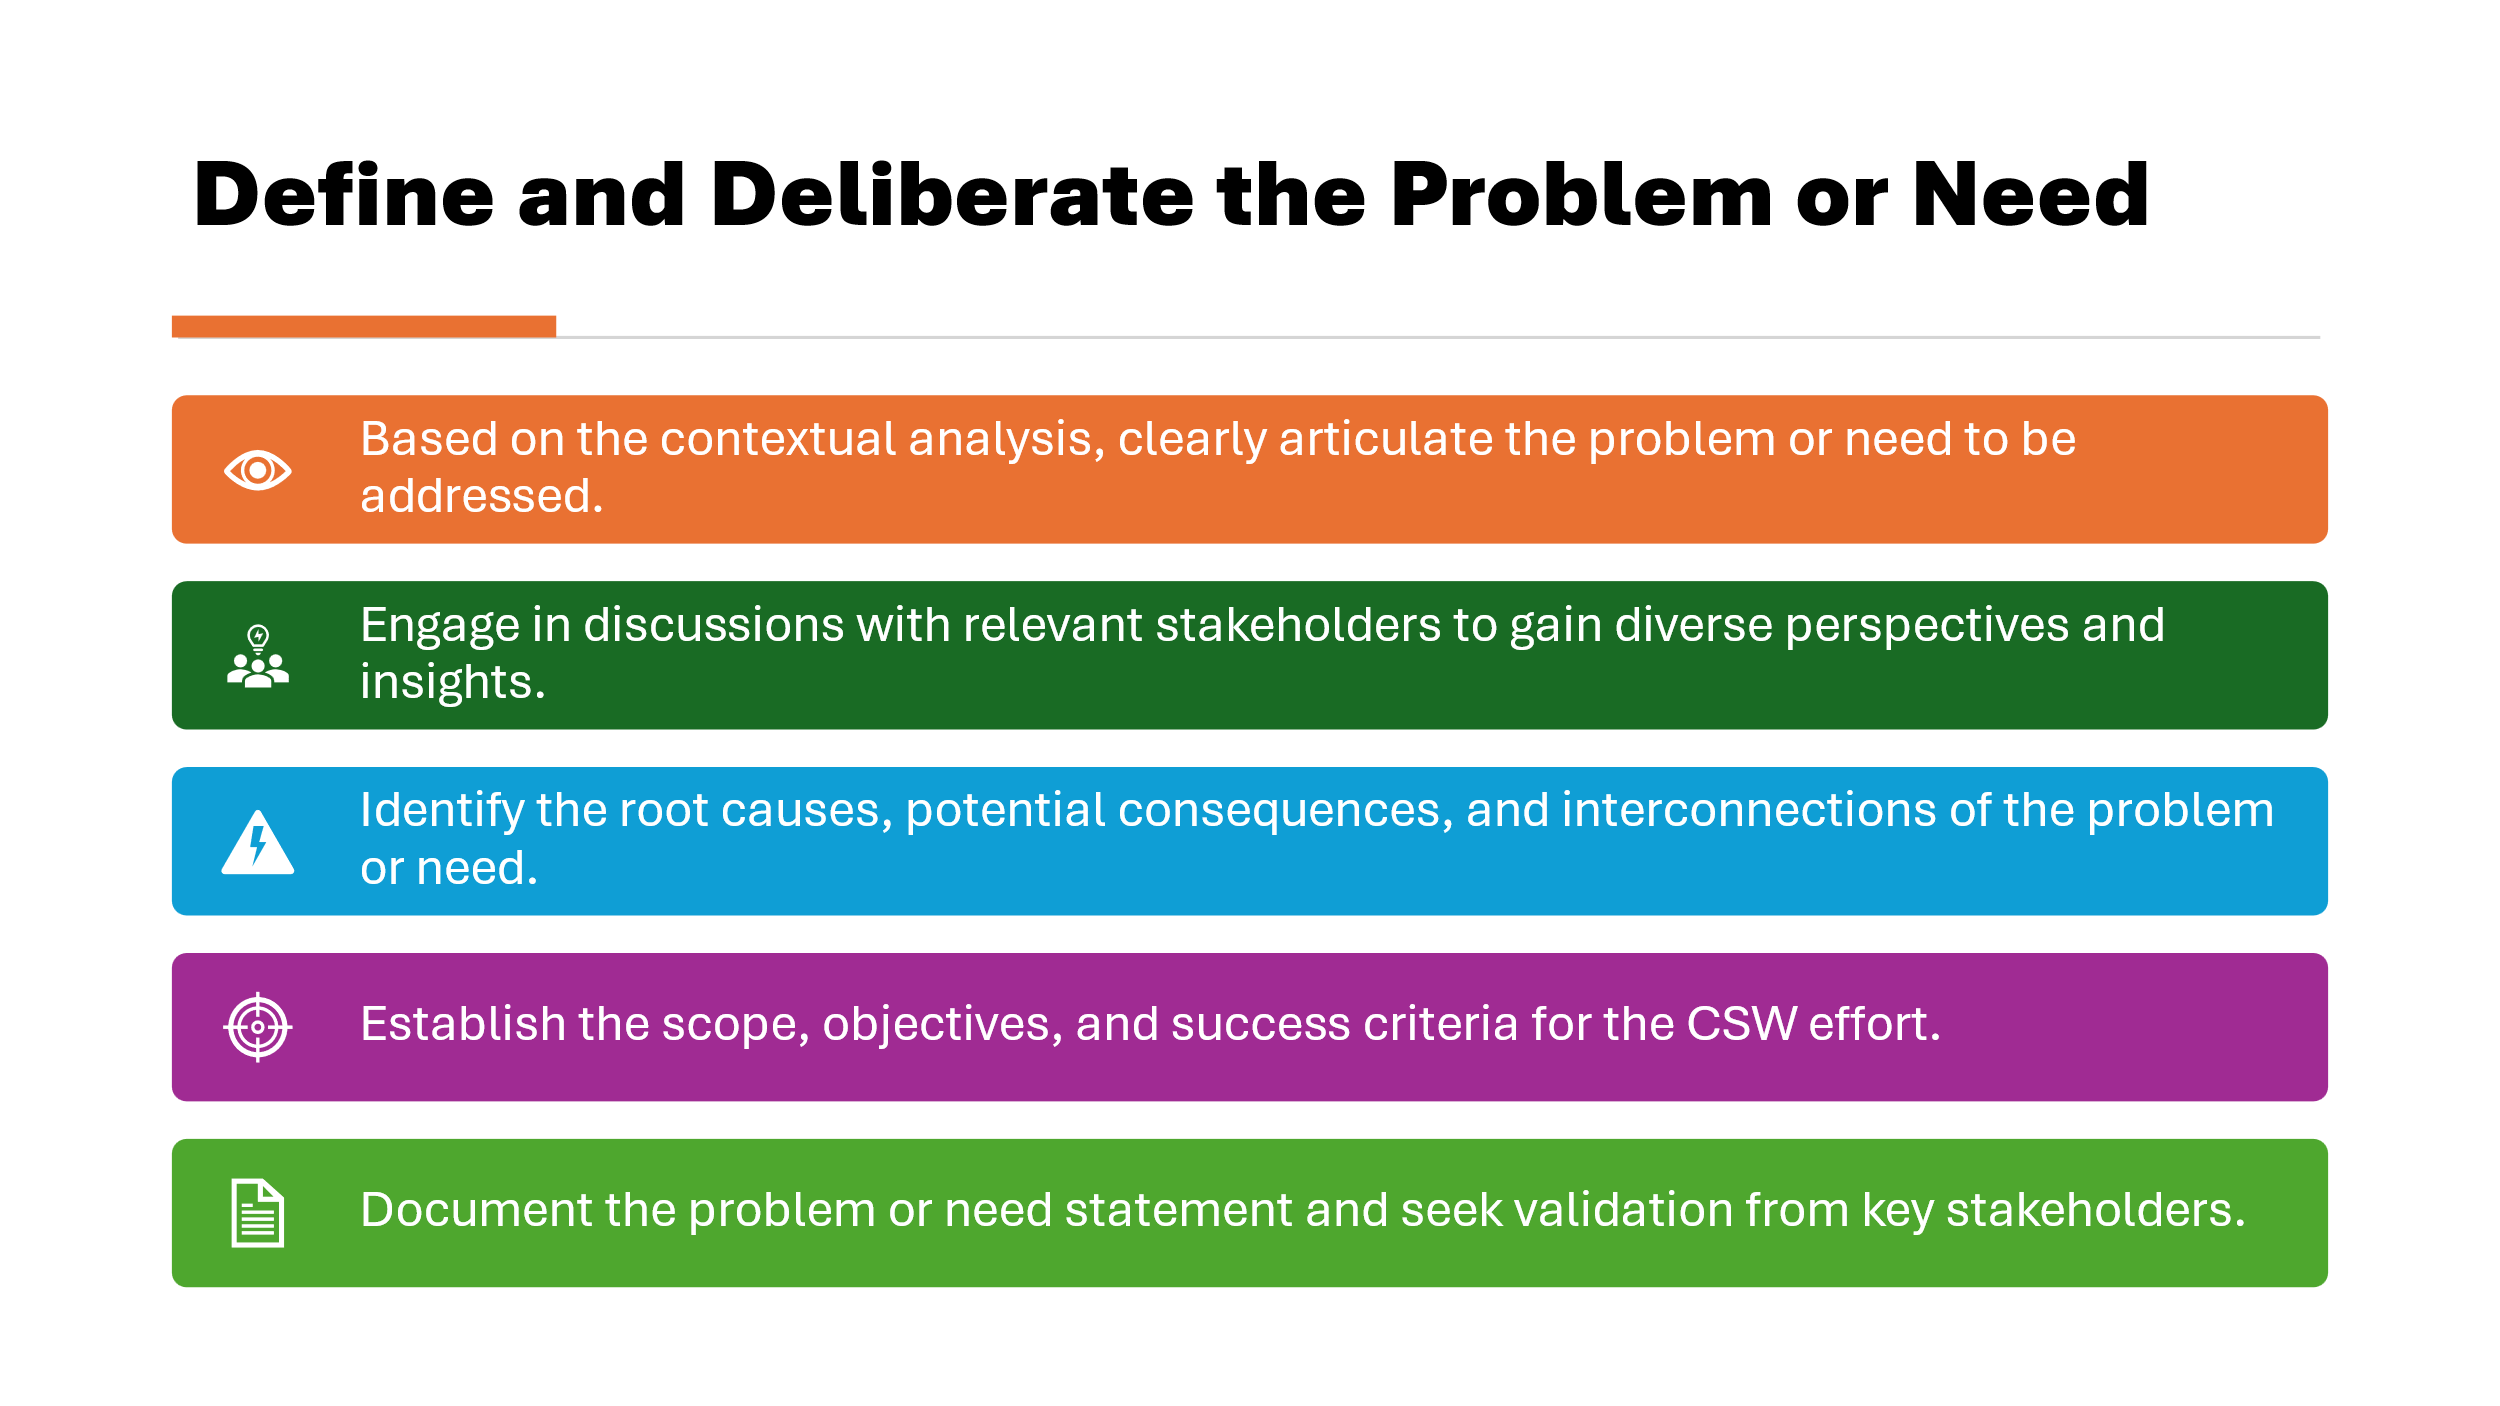 Define and Deliberate the Problem or Need
Based on the contextual analysis, clearly articulate the problem or need to be
addressed.
Engage in discussions with relevant stakeholders to gain diverse perspectives and
insights.
Identify the root causes, potential consequences, and interconnections of the problem
or need.
Establish the scope, objectives, and success criteria for the CSW effort.
Document the problem or need statement and seek validation from key stakeholders.